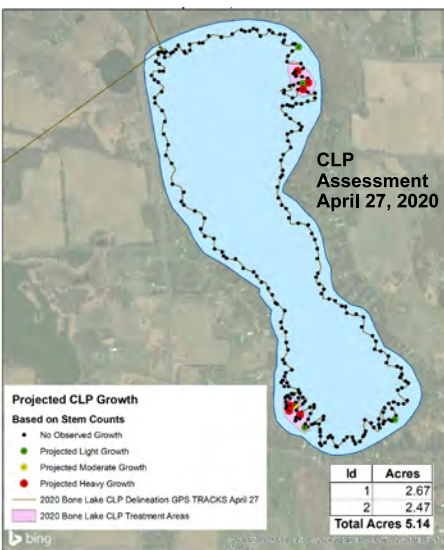 CLP
Assessment
April 27, 2020
Projected CLP Growth
Based on Stem Counts
No Observed Growth
Projected Light Growth
Projected Moderate Growth
Projected Heavy Growth
2020 Bone Lake CLP Delineation GPS TRACKS April 27
2020 Bone Lake CLP Treatment Areas
Id Acres
1 2.67
2 2.47
Total Acres 5.14
bing